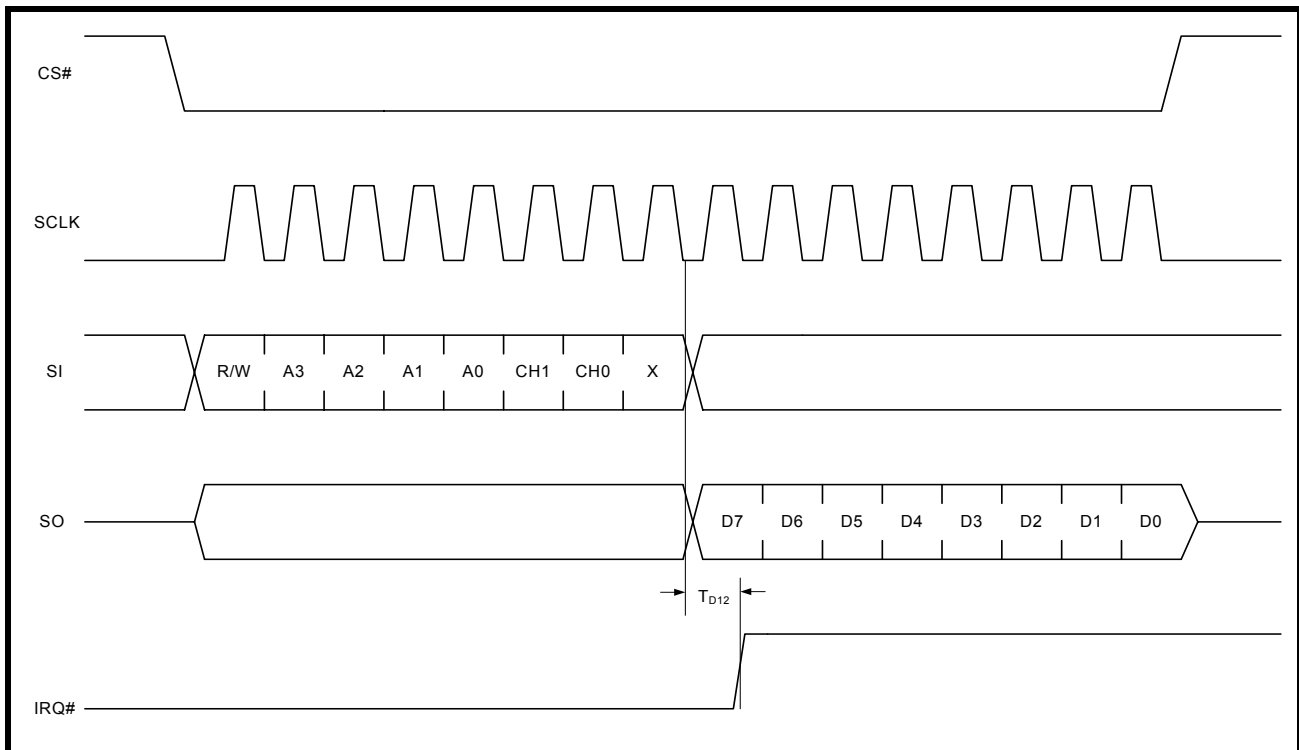 CS#
SCLK
SI
R/W A3 A2 A1 A0 CH1 CH0 X
SO
D7 D6 D5 D4 D3 D2 D1 D0
TD12
IRQ#